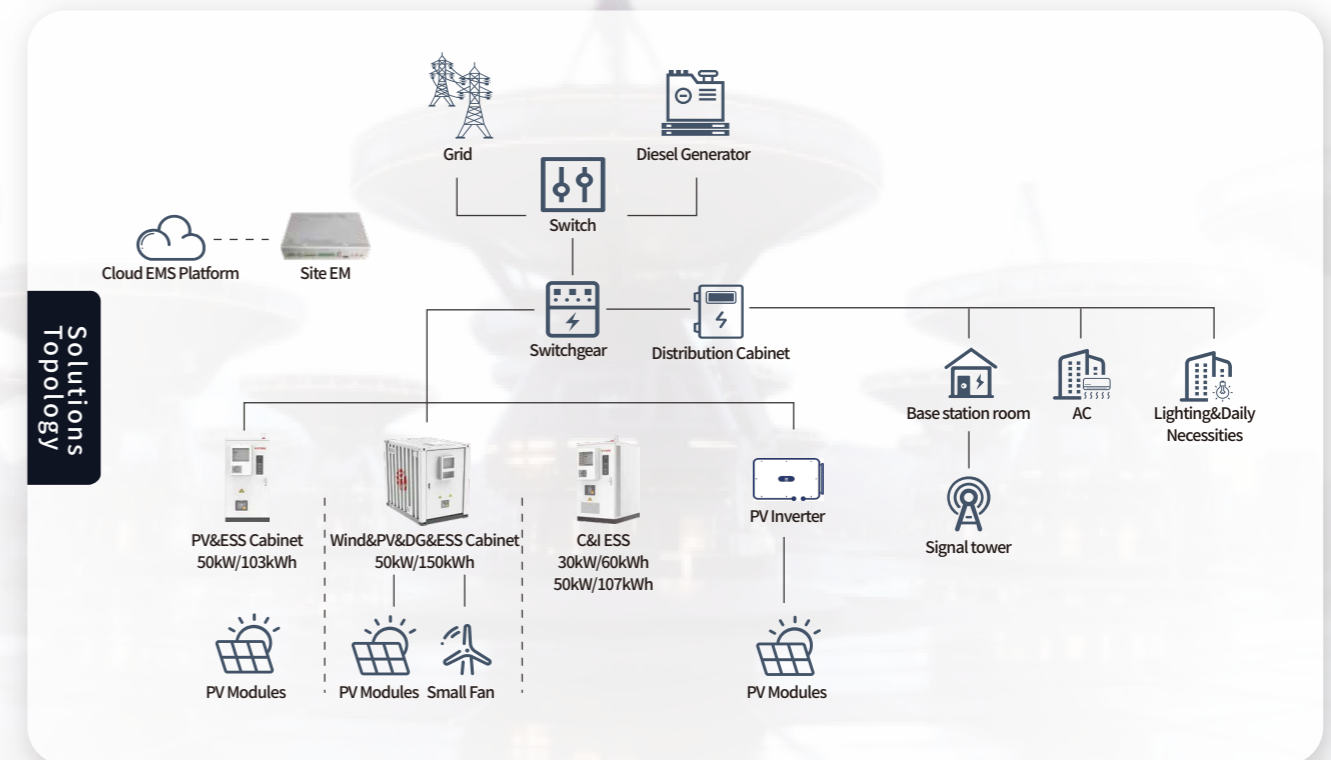 Grid
Diesel Generator
Switch
Cloud EMS Platform
Site EM
Solutions
Topology
Switchgear
Distribution Cabinet
Base station room
AC
Lighting&Daily
Necessities
PV&ESS Cabinet
50kW/103kWh
Wind&PV&DG&ESS Cabinet
50kW/150kWh
C&I ESS
30kW/60kWh
50kW/107kWh
PV Inverter
Signal tower
PV Modules
PV Modules
Small Fan
PV Modules